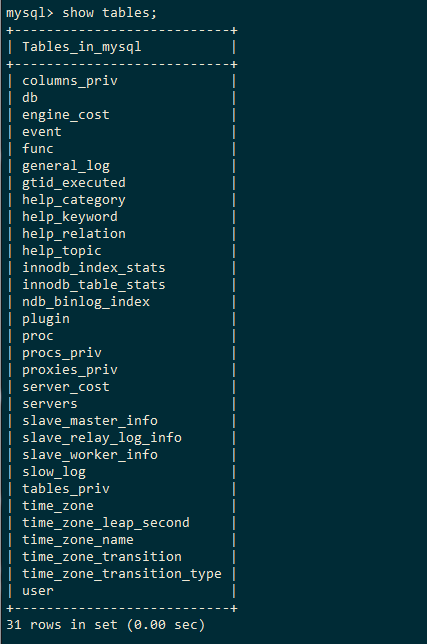 mysql> show tables;
+---------------------------+
| Tables_in_mysql           |
+---------------------------+
| columns_priv              |
| db                        |
| engine_cost               |
| event                     |
| func                      |
| general_log               |
| gtid_executed             |
| help_category             |
| help_keyword              |
| help_relation             |
| help_topic                |
| innodb_index_stats        |
| innodb_table_stats        |
| ndb_binlog_index          |
| plugin                    |
| proc                      |
| procs_priv                |
| proxies_priv              |
| server_cost               |
| servers                   |
| slave_master_info         |
| slave_relay_log_info      |
| slave_worker_info         |
| slow_log                  |
| tables_priv               |
| time_zone                 |
| time_zone_leap_second     |
| time_zone_name            |
| time_zone_transition      |
| time_zone_transition_type |
| user                      |
+---------------------------+
31 rows in set (0.00 sec)